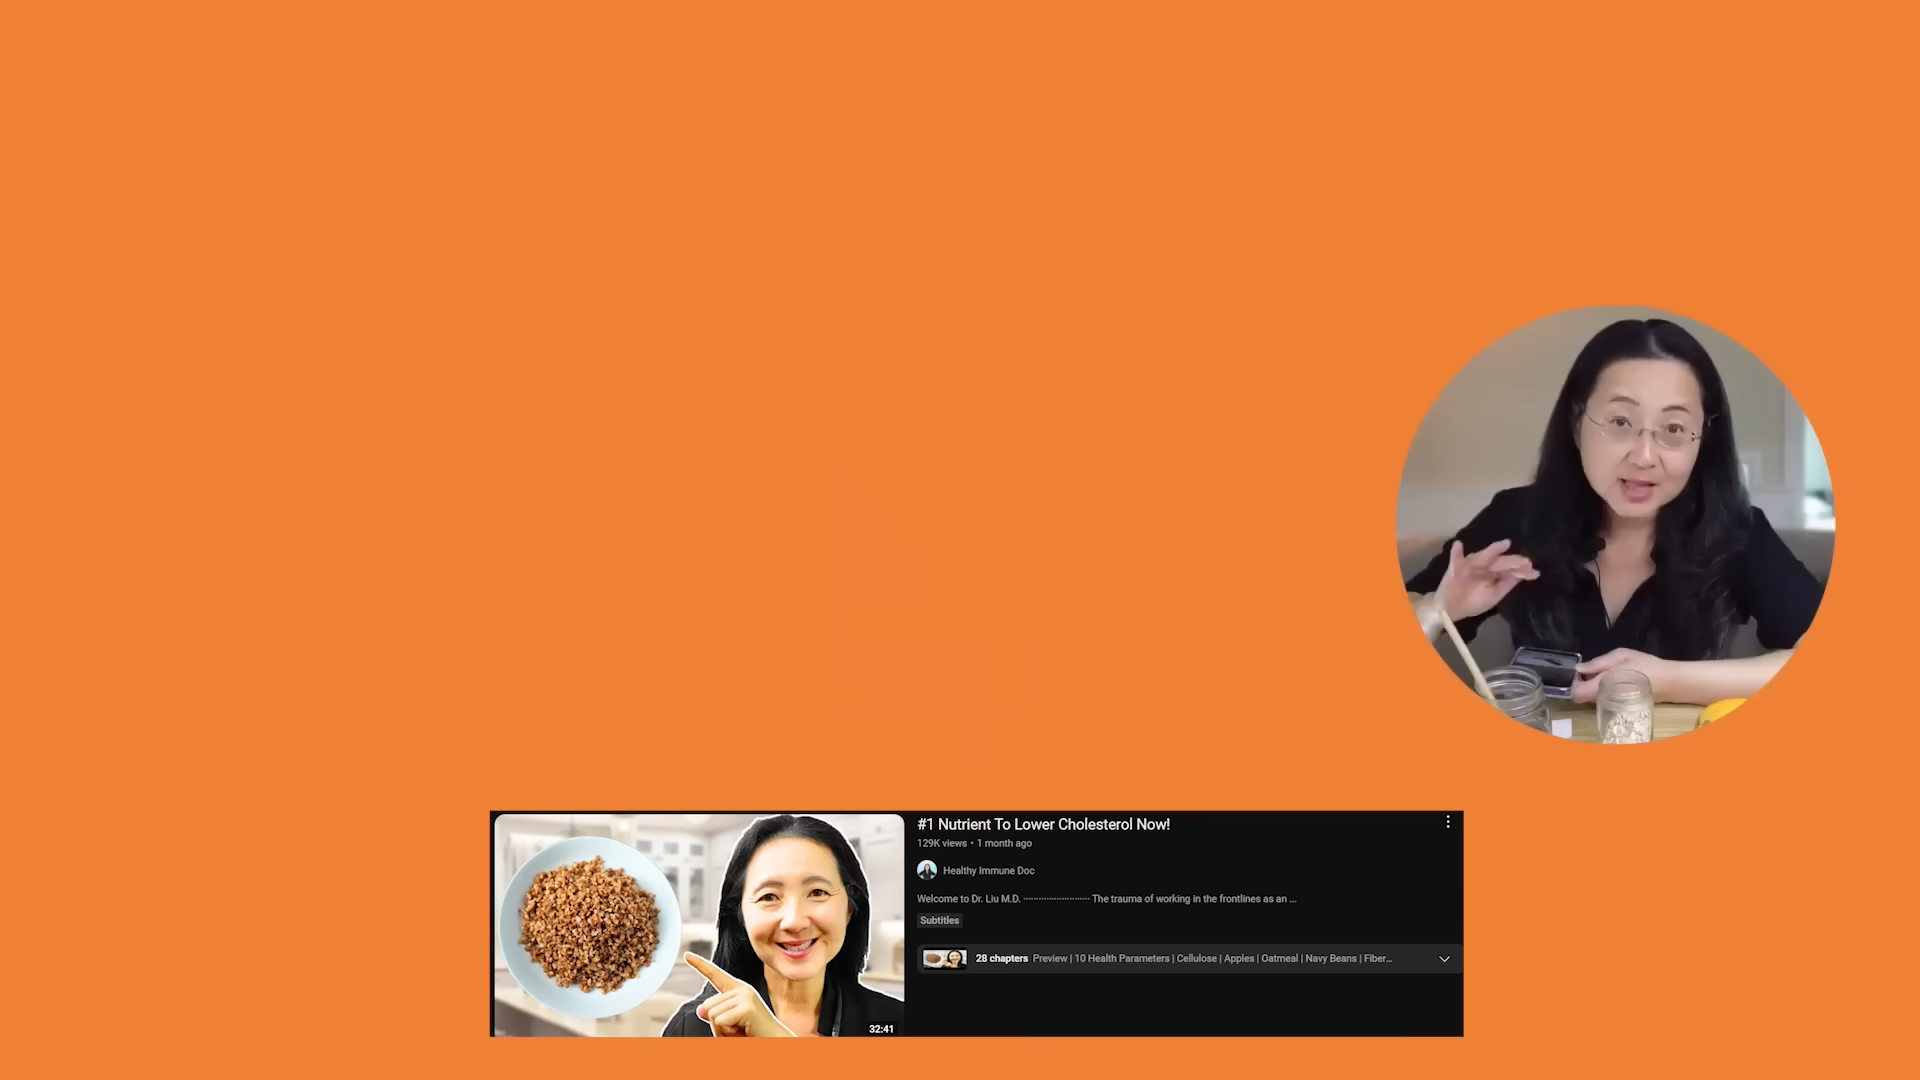 #1 Nutrient To Lower Cholesterol Now!
129K views • 1 month ago
Healthy Immune Doc
Welcome to Dr. Liu M.D. ························ The trauma of working in the frontlines as an ...
Subtitles
28 chapters Preview | 10 Health Parameters | Cellulose | Apples | Oatmeal | Navy Beans | Fiber...
32:41